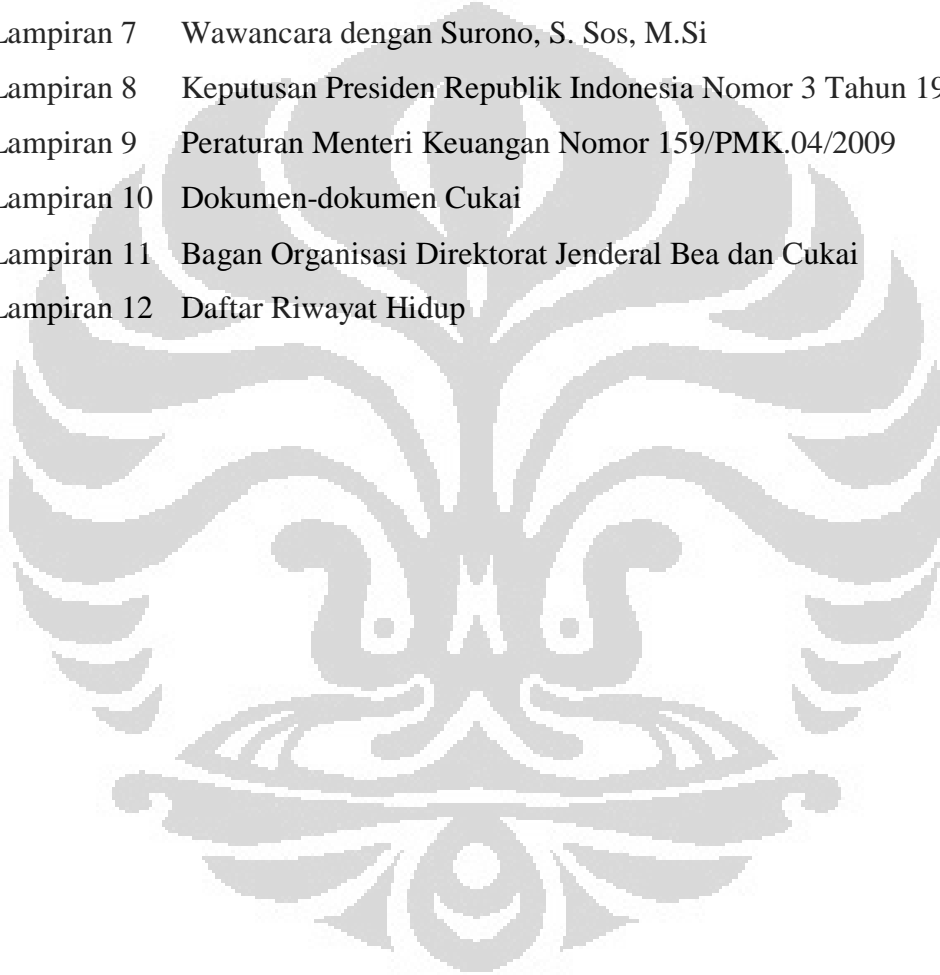 Lampiran 7 Wawancara dengan Surono, S. Sos, M.Si
Lampiran 8 Keputusan Presiden Republik Indonesia Nomor 3 Tahun 19
Lampiran 9 Peraturan Menteri Keuangan Nomor 159/PMK.04/2009
Lampiran 10 Dokumen-dokumen Cukai
Lampiran 11 Bagan Organisasi Direktorat Jenderal Bea dan Cukai
Lampiran 12 Daftar Riwayat Hidup